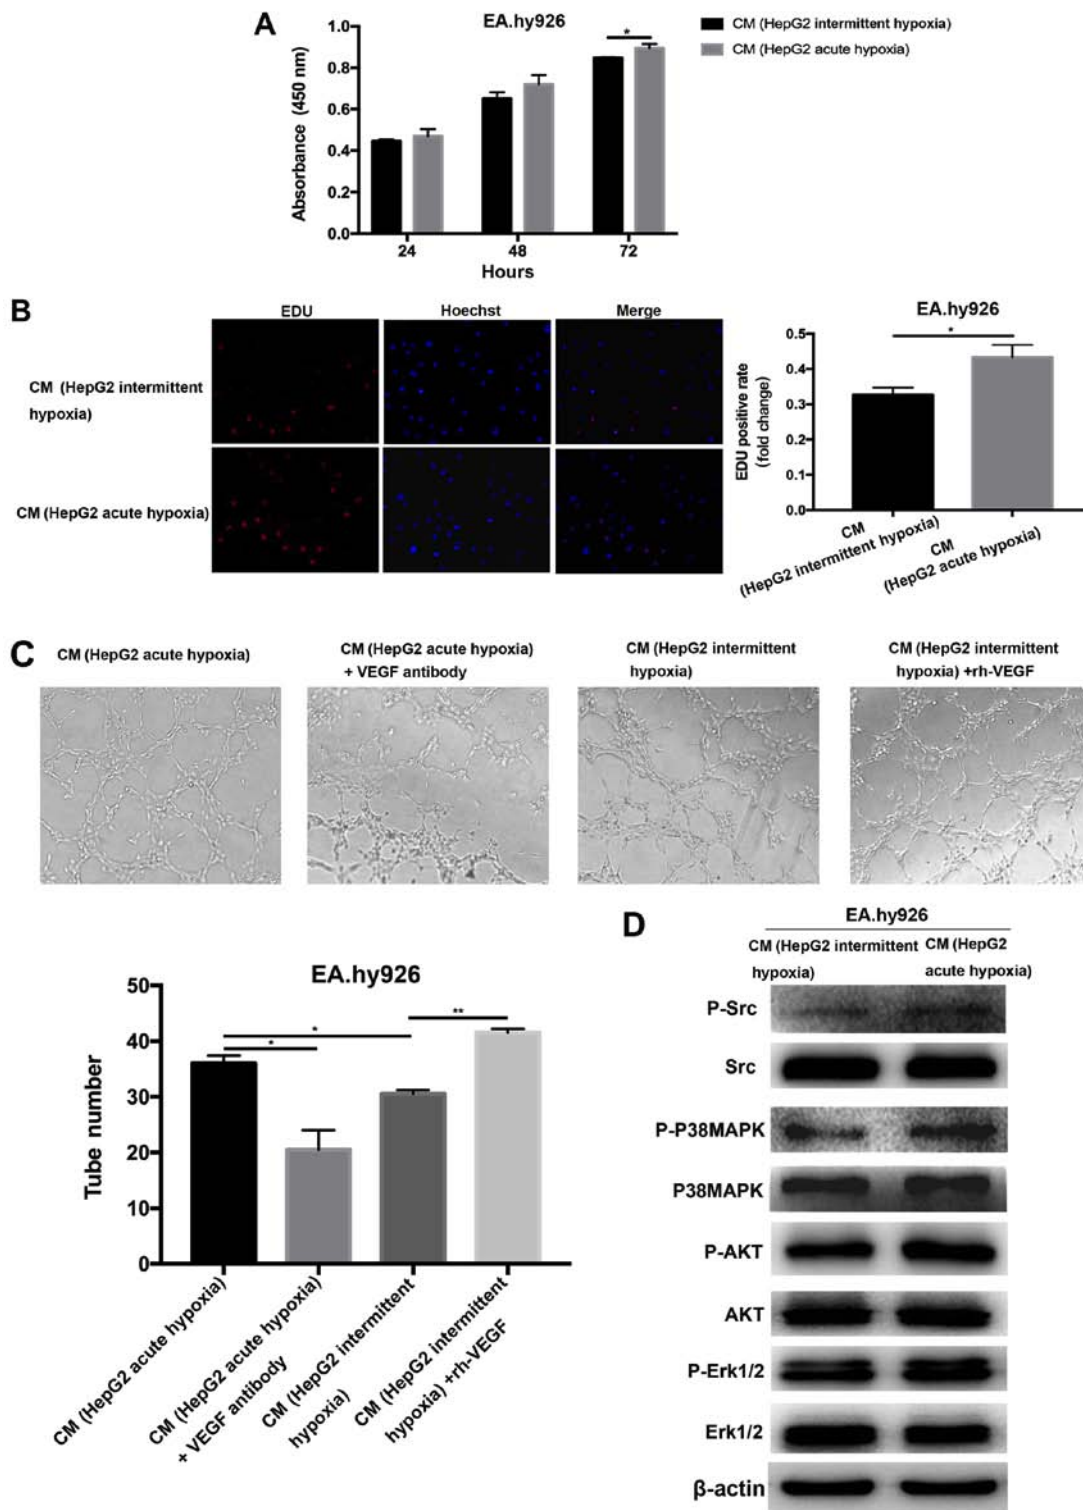 A
EA.hy926
CM (HepG2 intermittent hypoxia)
CM (HepG2 acute hypoxia)
*
Absorbance (450 nm)
1.0
0.8
0.6
0.4
0.2
0.0
24
48
72
Hours
B
EDU
Hoechst
Merge
CM (HepG2 intermittent
hypoxia)
CM (HepG2 acute hypoxia)
EA.hy926
*
EDU positive rate
(fold change)
0.5
0.4
0.3
0.2
0.1
0.0
CM
(HepG2 intermittent hypoxia)
CM
(HepG2 acute hypoxia)
C
CM (HepG2 acute hypoxia)
CM (HepG2 acute hypoxia)
+ VEGF antibody
CM (HepG2 intermittent
hypoxia)
CM (HepG2 intermittent
hypoxia) +rh-VEGF
EA.hy926
Tube number
50
40
30
20
10
0
*
*
**
CM (HepG2 acute hypoxia)
CM (HepG2 acute hypoxia)
+ VEGF antibody
CM (HepG2 intermittent
hypoxia)
CM (HepG2 intermittent
hypoxia) +rh-VEGF
D
EA.hy926
CM (HepG2 intermittent
hypoxia)
CM (HepG2
acute hypoxia)
P-Src
Src
P-P38MAPK
P38MAPK
P-AKT
AKT
P-Erk1/2
Erk1/2
β-actin